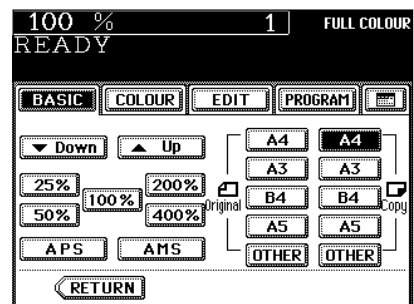 100 % 1 FULL COLOUR
READY
BASIC COLOUR EDIT PROGRAM
Down Up
25% 100% 200%
50% 400%
APS AMS
RETURN
Original
A4 A4
A3 A3
B4 B4
A5 A5
OTHER OTHER
Copy